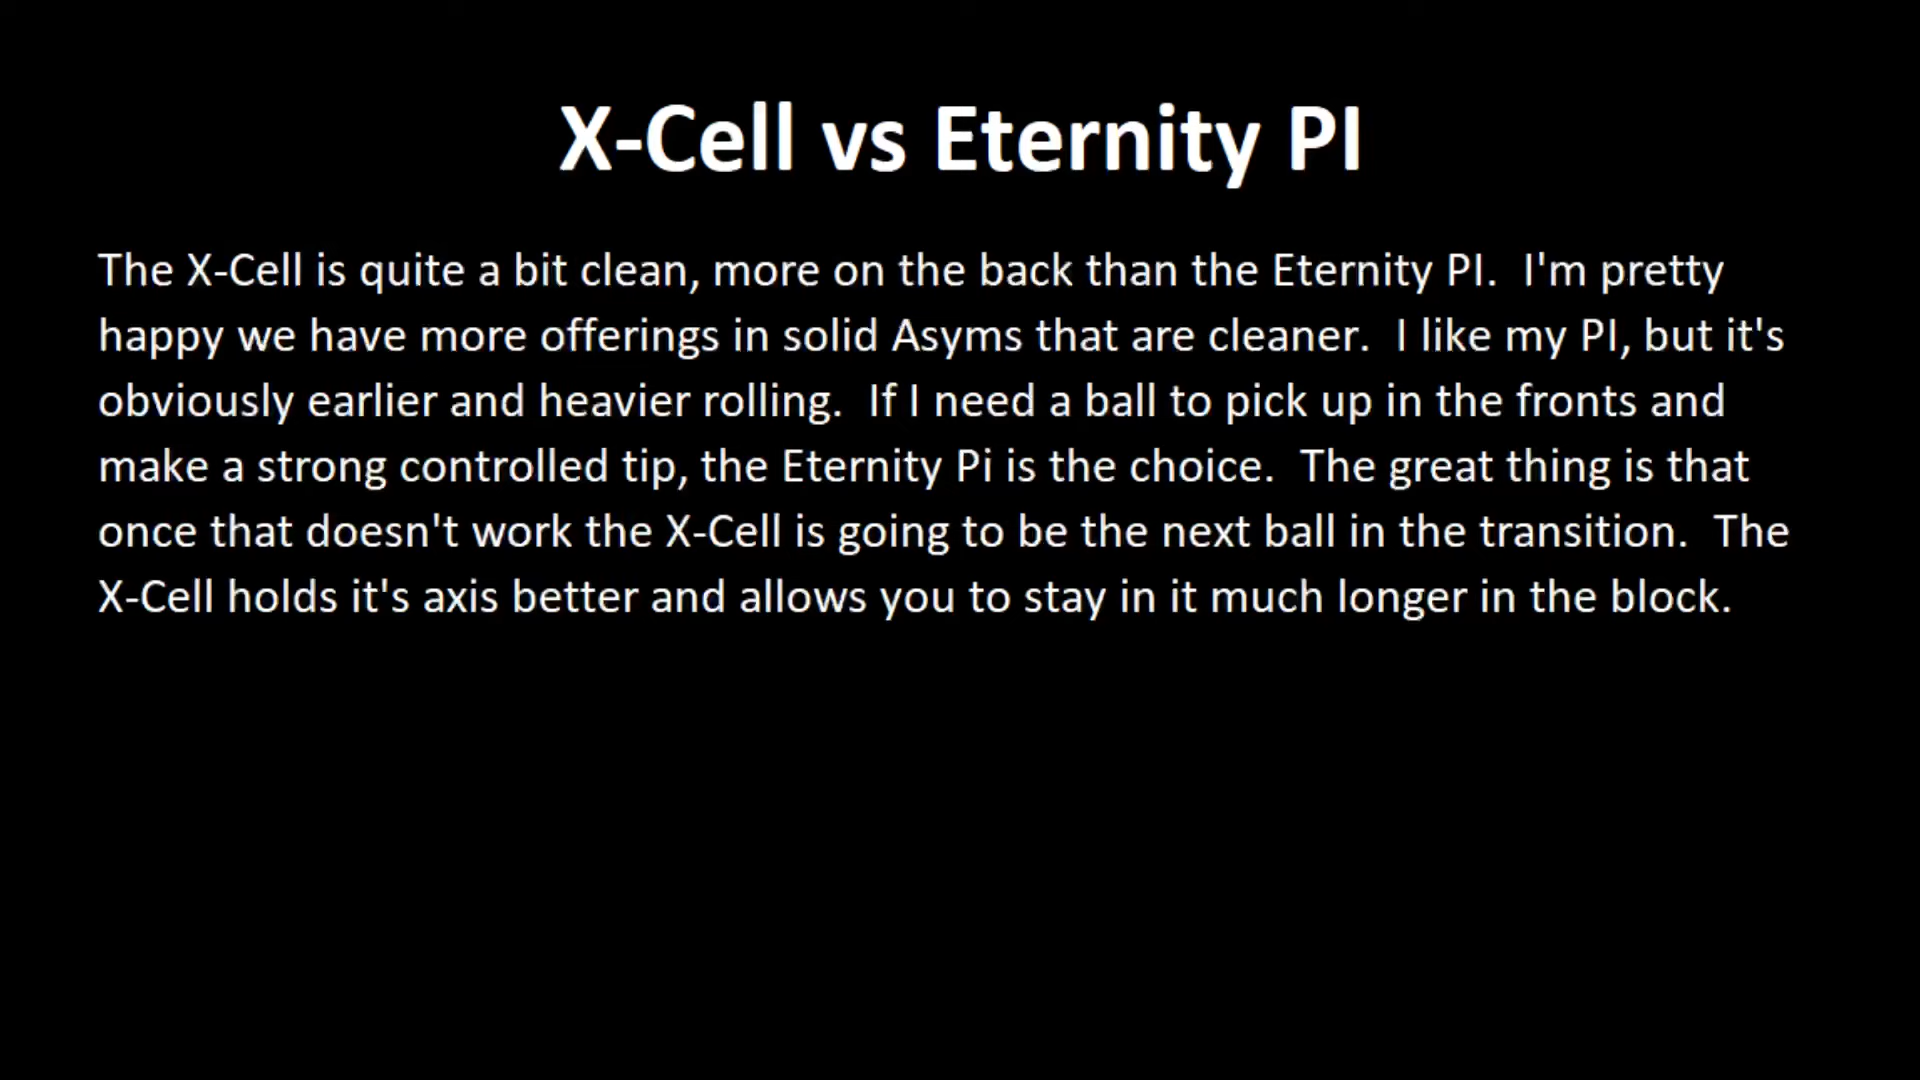 X-Cell vs Eternity PI
The X-Cell is quite a bit clean, more on the back than the Eternity PI.  I'm pretty
happy we have more offerings in solid Asyms that are cleaner.  I like my PI, but it's
obviously earlier and heavier rolling.  If I need a ball to pick up in the fronts and
make a strong controlled tip, the Eternity Pi is the choice.  The great thing is that
once that doesn't work the X-Cell is going to be the next ball in the transition.  The
X-Cell holds it's axis better and allows you to stay in it much longer in the block.